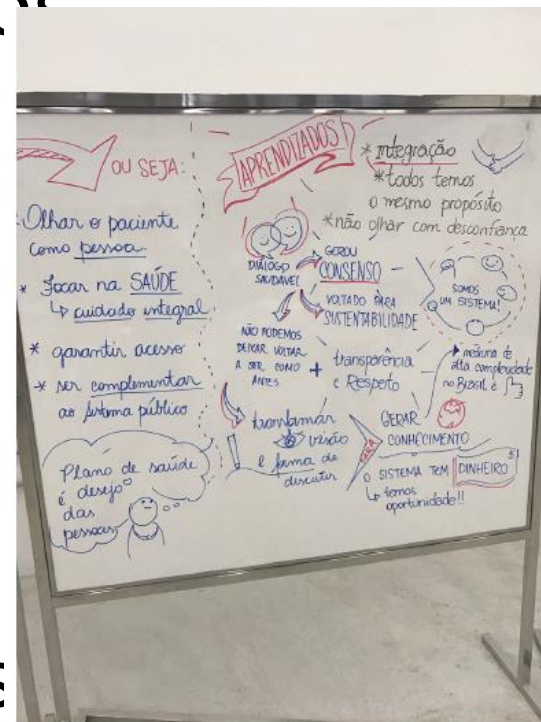 OU SEJA:
* Olhar o paciente
como pessoa.
* Focar na SAÚDE
↳ cuidado integral
* garantir acesso
* ser complementar
ao sistema público
Plano de saúde
é desejo
das
pessoas
APRENDIZADOS
* integração
* todos temos
o mesmo propósito
* não olhar com desconfiança
DIÁLOGO
SAUDÁVEL
GEROU
CONSENSO
VOLTADO PARA
SUSTENTABILIDADE
SOMOS
UM SISTEMA!
NÃO PODEMOS
DEIXAR VOLTAR
A SER COMO
ANTES
+
transparência
e Respeito
medicina de
alta complexidade
no Brasil é
transformar
visão
e forma de
discutir
PARA
GERAR
CONHECIMENTO
O SISTEMA TEM DINHEIRO $
↳ temos
oportunidade!!